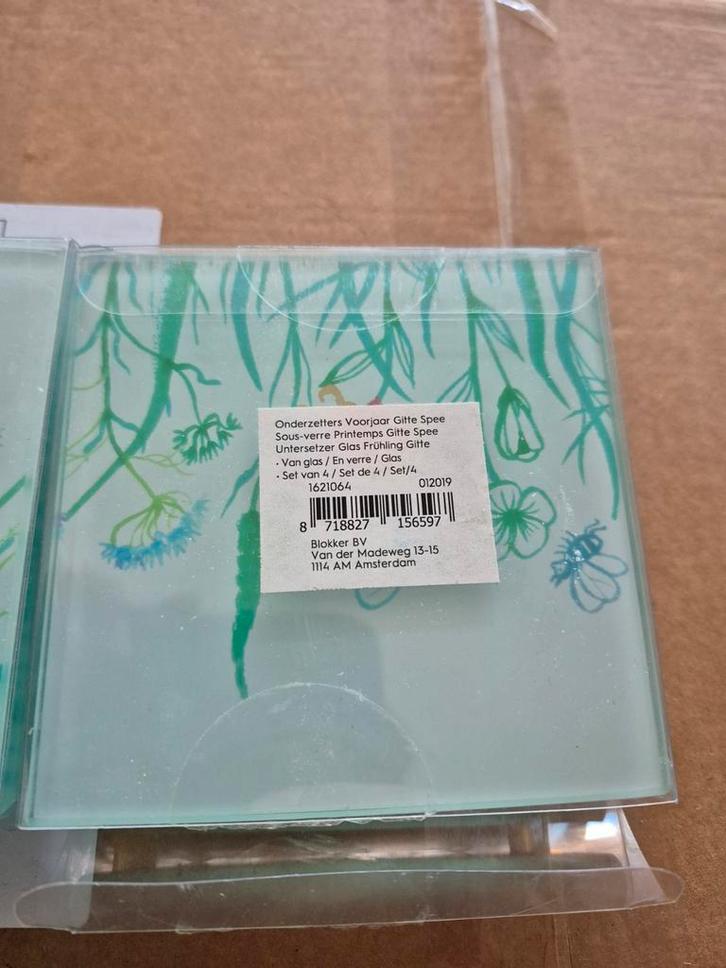 Onderzetters Voorjaar Gitte Spee
Sous-verre Printemps Gitte Spee
Untersetzer Glas Frühling Gitte
• Van glas / En verre / Glas
• Set van 4 / Set de 4 / Set/4
1621064 012019
8 718827 156597
Blokker BV
Van der Madeweg 13-15
1114 AM Amsterdam